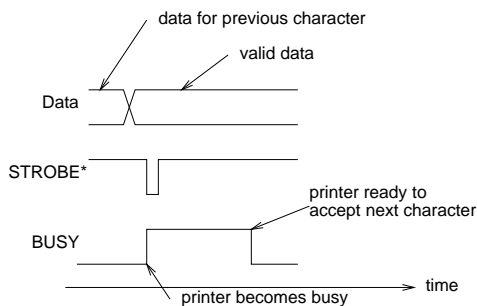 data for previous character
valid data
Data
STROBE*
printer ready to
accept next character
BUSY
time
printer becomes busy